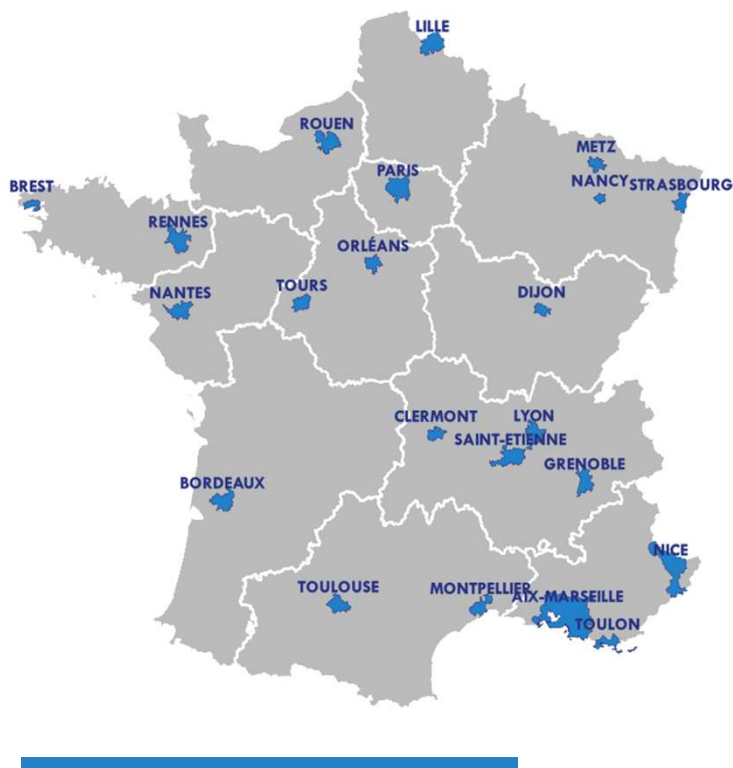 LILLE
ROUEN
METZ
PARIS
NANCY
STRASBOURG
BREST
RENNES
ORLÉANS
TOURS
NANTES
DIJON
CLERMONT
LYON
SAINT-ETIENNE
GRENOBLE
BORDEAUX
NICE
TOULOUSE
MONTPELLIER
AIX-MARSEILLE
TOULON